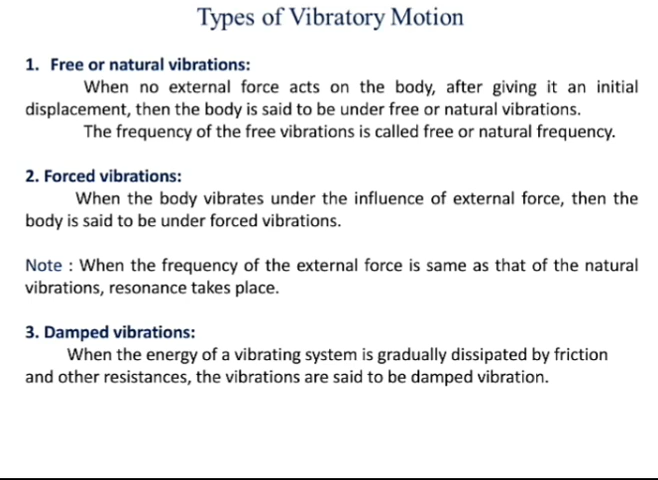 Types of Vibratory Motion
1. Free or natural vibrations:
When no external force acts on the body, after giving it an initial
displacement, then the body is said to be under free or natural vibrations.
The frequency of the free vibrations is called free or natural frequency.
2. Forced vibrations:
When the body vibrates under the influence of external force, then the
body is said to be under forced vibrations.
Note : When the frequency of the external force is same as that of the natural
vibrations, resonance takes place.
3. Damped vibrations:
When the energy of a vibrating system is gradually dissipated by friction
and other resistances, the vibrations are said to be damped vibration.